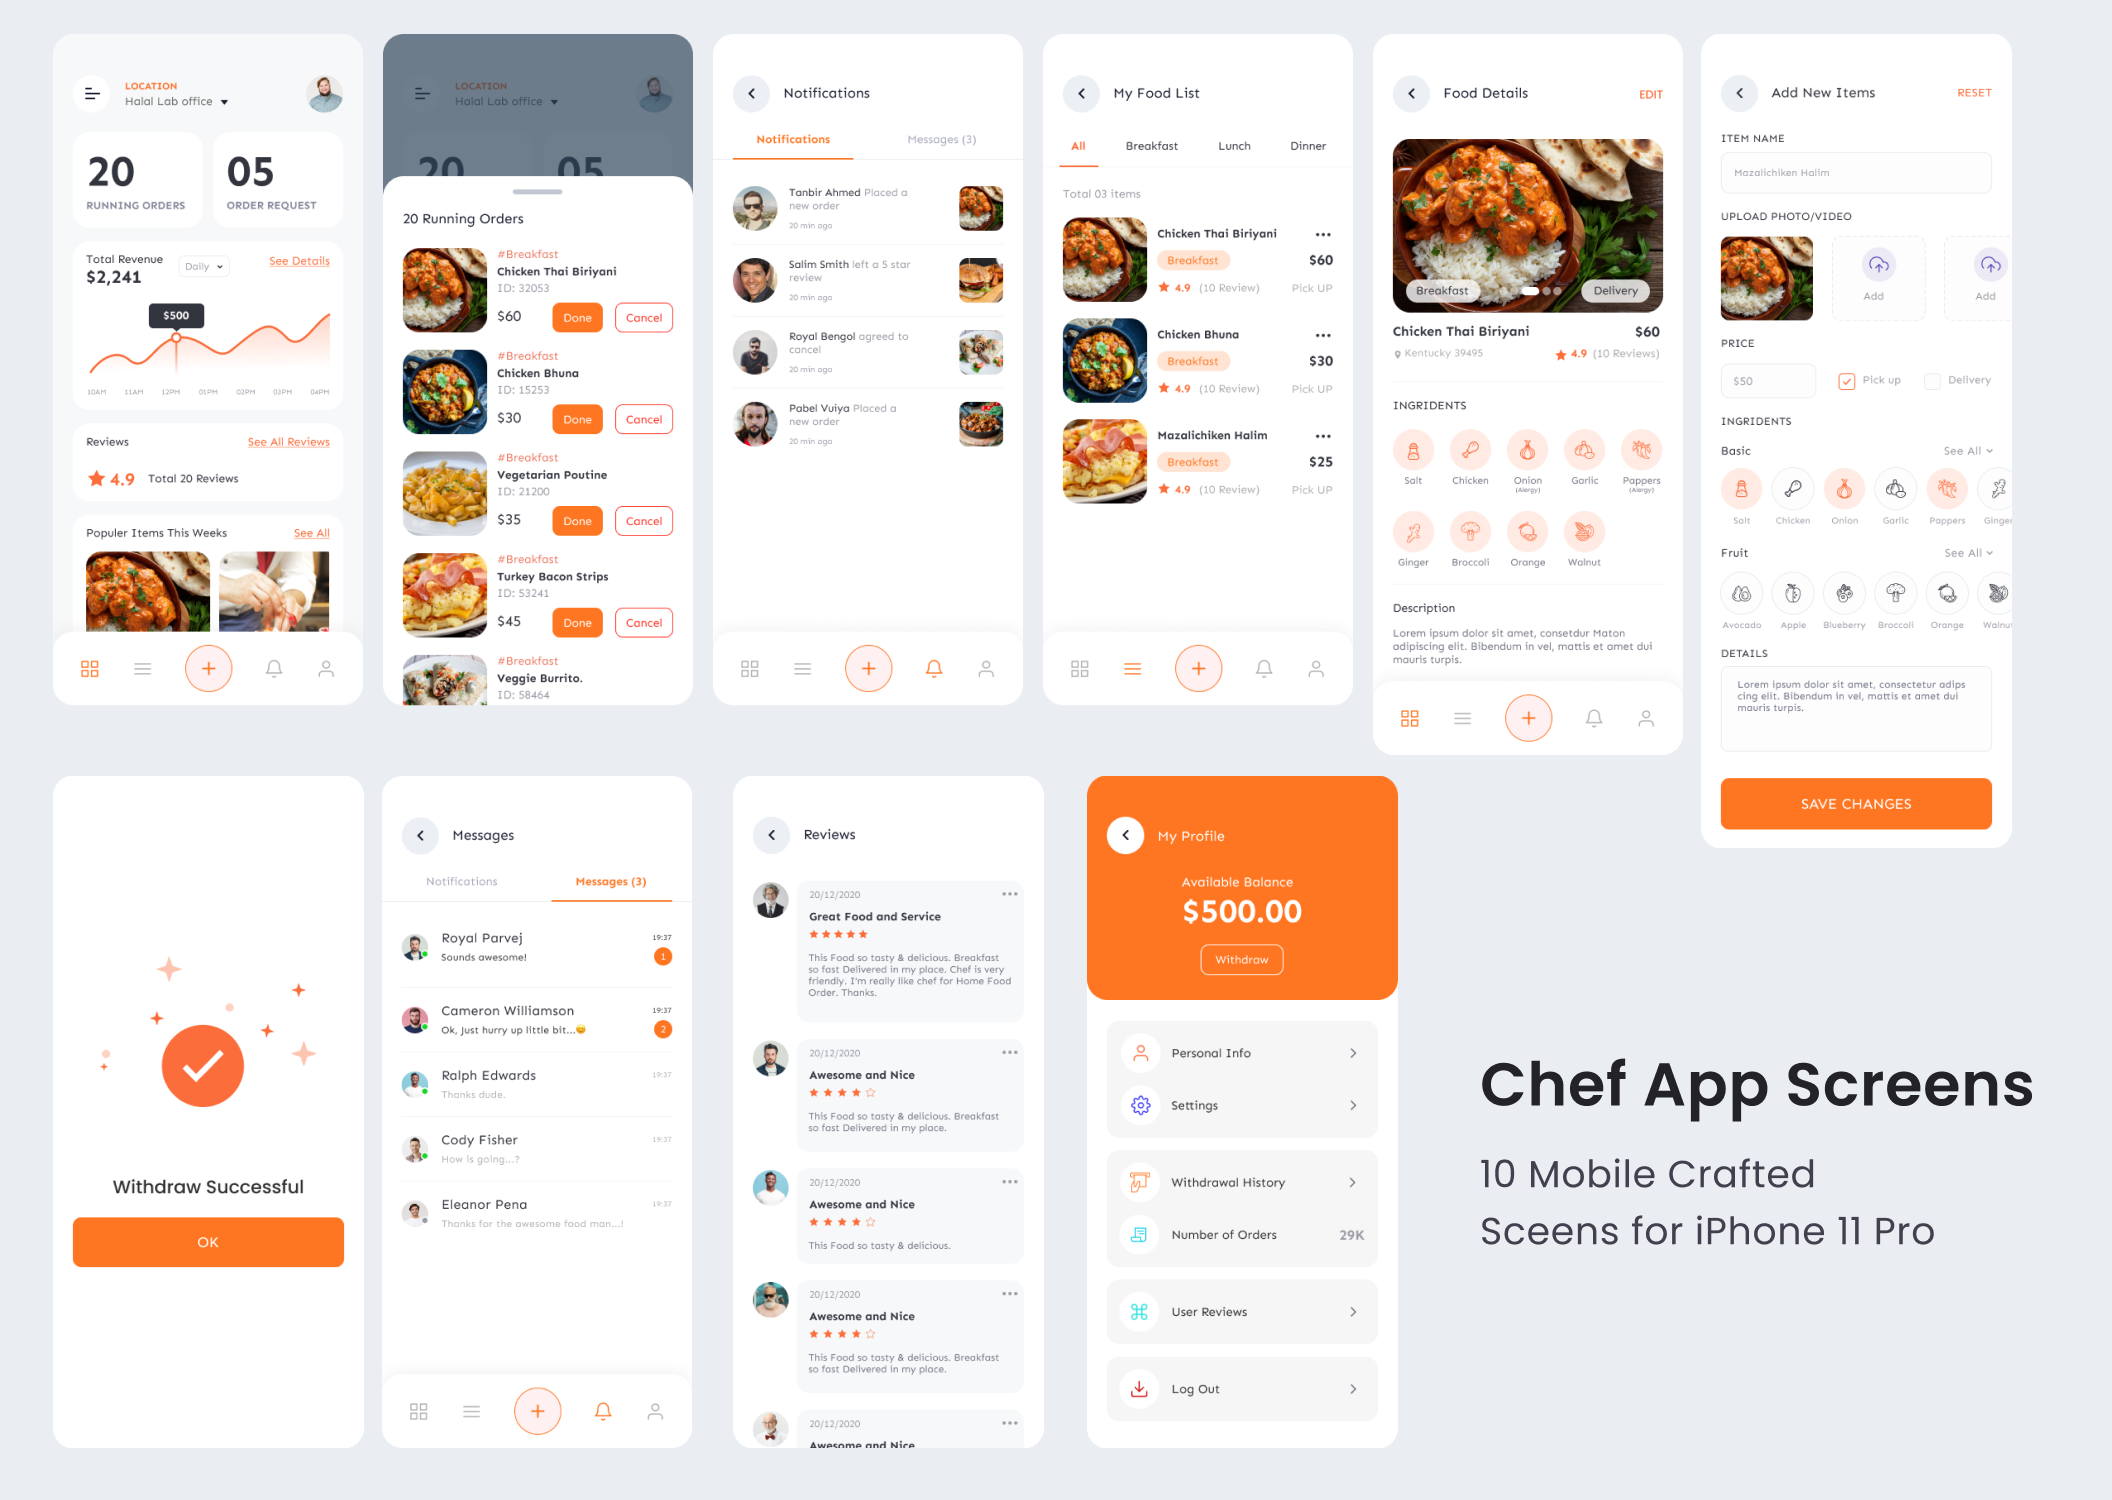 LOCATION
Halal Lab office
20
RUNNING ORDERS
05
ORDER REQUEST
Total Revenue
$2,241
Daily
See Details
$500
10AM 11AM 12PM 01PM 02PM 03PM 04PM
Reviews
See All Reviews
4.9 Total 20 Reviews
Populer Items This Weeks
See All
LOCATION
Halal Lab office
20 05
20 Running Orders
#Breakfast
Chicken Thai Biriyani
ID: 32053
$60 Done Cancel
#Breakfast
Chicken Bhuna
ID: 15253
$30 Done Cancel
#Breakfast
Vegetarian Poutine
ID: 21200
$35 Done Cancel
#Breakfast
Turkey Bacon Strips
ID: 53241
$45 Done Cancel
#Breakfast
Veggie Burrito.
ID: 58464
Notifications
Notifications Messages (3)
Tanbir Ahmed Placed a
new order
20 min ago
Salim Smith left a 5 star
review
20 min ago
Royal Bengol agreed to
cancel
20 min ago
Pabel Vuiya Placed a
new order
20 min ago
My Food List
All Breakfast Lunch Dinner
Total 03 items
Chicken Thai Biriyani
Breakfast $60
4.9 (10 Review) Pick UP
Chicken Bhuna
Breakfast $30
4.9 (10 Review) Pick UP
Mazalichiken Halim
Breakfast $25
4.9 (10 Review) Pick UP
Food Details EDIT
Breakfast Delivery
Chicken Thai Biriyani $60
Kentucky 39495 4.9 (10 Reviews)
INGRIDENTS
Salt Chicken Onion Garlic Pappers
(Alergy) (Alergy)
Ginger Broccoli Orange Walnut
Description
Lorem ipsum dolor sit amet, consetdur Maton
adipiscing elit. Bibendum in vel, mattis et amet dui
mauris turpis.
Add New Items RESET
ITEM NAME
Mazalichiken Halim
UPLOAD PHOTO/VIDEO
Add Add
PRICE
$50 Pick up Delivery
INGRIDENTS
Basic See All
Salt Chicken Onion Garlic Pappers Ginger
Fruit See All
Avocado Apple Blueberry Broccoli Orange Walnut
DETAILS
Lorem ipsum dolor sit amet, consectetur adips
cing elit. Bibendum in vel, mattis et amet dui
mauris turpis.
SAVE CHANGES
Withdraw Successful
OK
Messages
Notifications Messages (3)
Royal Parvej 19:37
Sounds awesome! 1
Cameron Williamson 19:37
Ok, Just hurry up little bit...😊 2
Ralph Edwards 19:37
Thanks dude.
Cody Fisher 19:37
How is going...?
Eleanor Pena 19:37
Thanks for the awesome food man...!
Reviews
20/12/2020
Great Food and Service
This Food so tasty & delicious. Breakfast
so fast Delivered in my place. Chef is very
friendly. I'm really like chef for Home Food
Order. Thanks.
20/12/2020
Awesome and Nice
This Food so tasty & delicious. Breakfast
so fast Delivered in my place.
20/12/2020
Awesome and Nice
This Food so tasty & delicious.
20/12/2020
Awesome and Nice
This Food so tasty & delicious. Breakfast
so fast Delivered in my place.
20/12/2020
Awesome and Nice
My Profile
Available Balance
$500.00
Withdraw
Personal Info
Settings
Withdrawal History
Number of Orders 29K
User Reviews
Log Out
Chef App Screens
10 Mobile Crafted
Sceens for iPhone 11 Pro